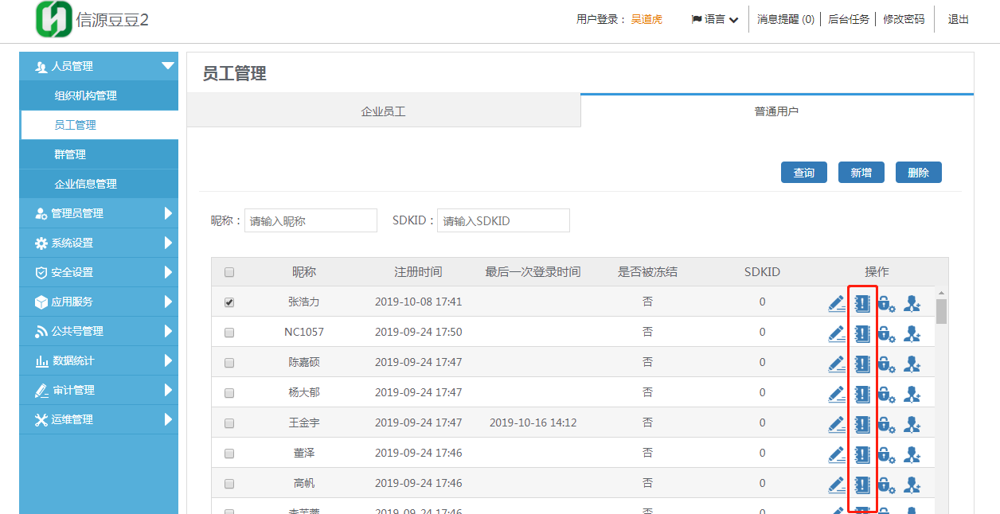 信源豆豆2
用户登录： 吴道虎 语言 消息提醒 (0) 后台任务 修改密码 退出
人员管理
组织机构管理
员工管理
群管理
企业信息管理
管理员管理
系统设置
安全设置
应用服务
公共号管理
数据统计
审计管理
运维管理
员工管理
企业员工 普通用户
查询 新增 删除
昵称： 请输入昵称 SDKID： 请输入SDKID
昵称 注册时间 最后一次登录时间 是否被冻结 SDKID 操作
张浩力 2019-10-08 17:41 否 0
NC1057 2019-09-24 17:50 否 0
陈嘉硕 2019-09-24 17:47 否 0
杨大郁 2019-09-24 17:47 否 0
王金宇 2019-09-24 17:47 2019-10-16 14:12 否 0
董泽 2019-09-24 17:46 否 0
高帆 2019-09-24 17:46 否 0
2019-09-24 17:46 否 0